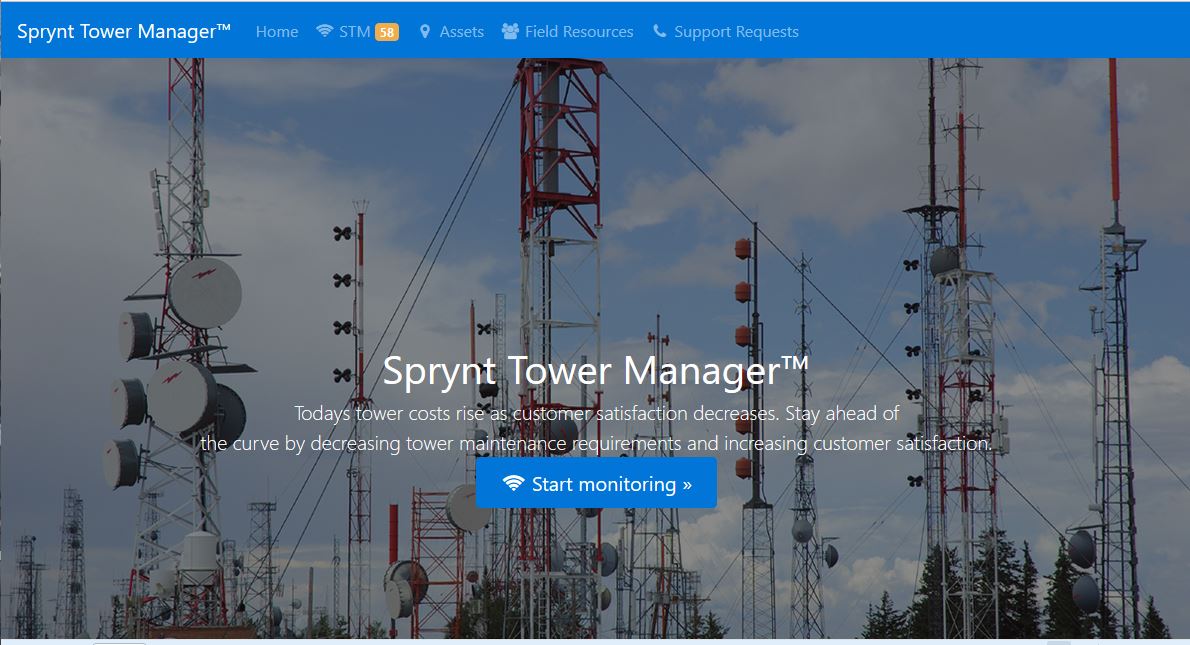 Sprynt Tower Manager™ Home STM 58 Assets Field Resources Support Requests
Sprynt Tower Manager™
Todays tower costs rise as customer satisfaction decreases. Stay ahead of
the curve by decreasing tower maintenance requirements and increasing customer satisfaction.
Start monitoring »